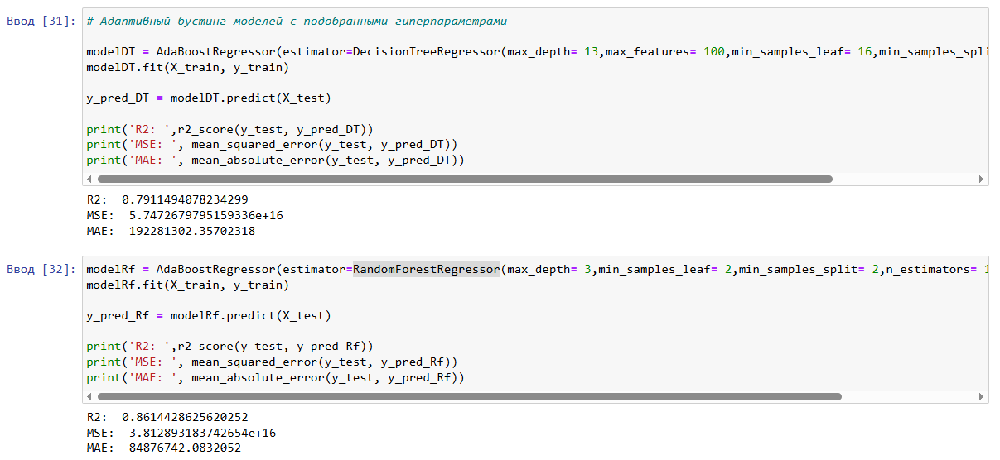 Ввод [31]: # Адаптивный бустинг моделей с подобранными гиперпараметрами
modelDT = AdaBoostRegressor(estimator=DecisionTreeRegressor(max_depth= 13,max_features= 100,min_samples_leaf= 16,min_samples_spli
modelDT.fit(X_train, y_train)
y_pred_DT = modelDT.predict(X_test)
print('R2: ',r2_score(y_test, y_pred_DT))
print('MSE: ', mean_squared_error(y_test, y_pred_DT))
print('MAE: ', mean_absolute_error(y_test, y_pred_DT))
R2:  0.7911494078234299
MSE:  5.7472679795159336e+16
MAE:  192281302.35702318
Ввод [32]: modelRf = AdaBoostRegressor(estimator=RandomForestRegressor(max_depth= 3,min_samples_leaf= 2,min_samples_split= 2,n_estimators= 1
modelRf.fit(X_train, y_train)
y_pred_Rf = modelRf.predict(X_test)
print('R2: ',r2_score(y_test, y_pred_Rf))
print('MSE: ', mean_squared_error(y_test, y_pred_Rf))
print('MAE: ', mean_absolute_error(y_test, y_pred_Rf))
R2:  0.8614428625620252
MSE:  3.812893183742654e+16
MAE:  84876742.0832052